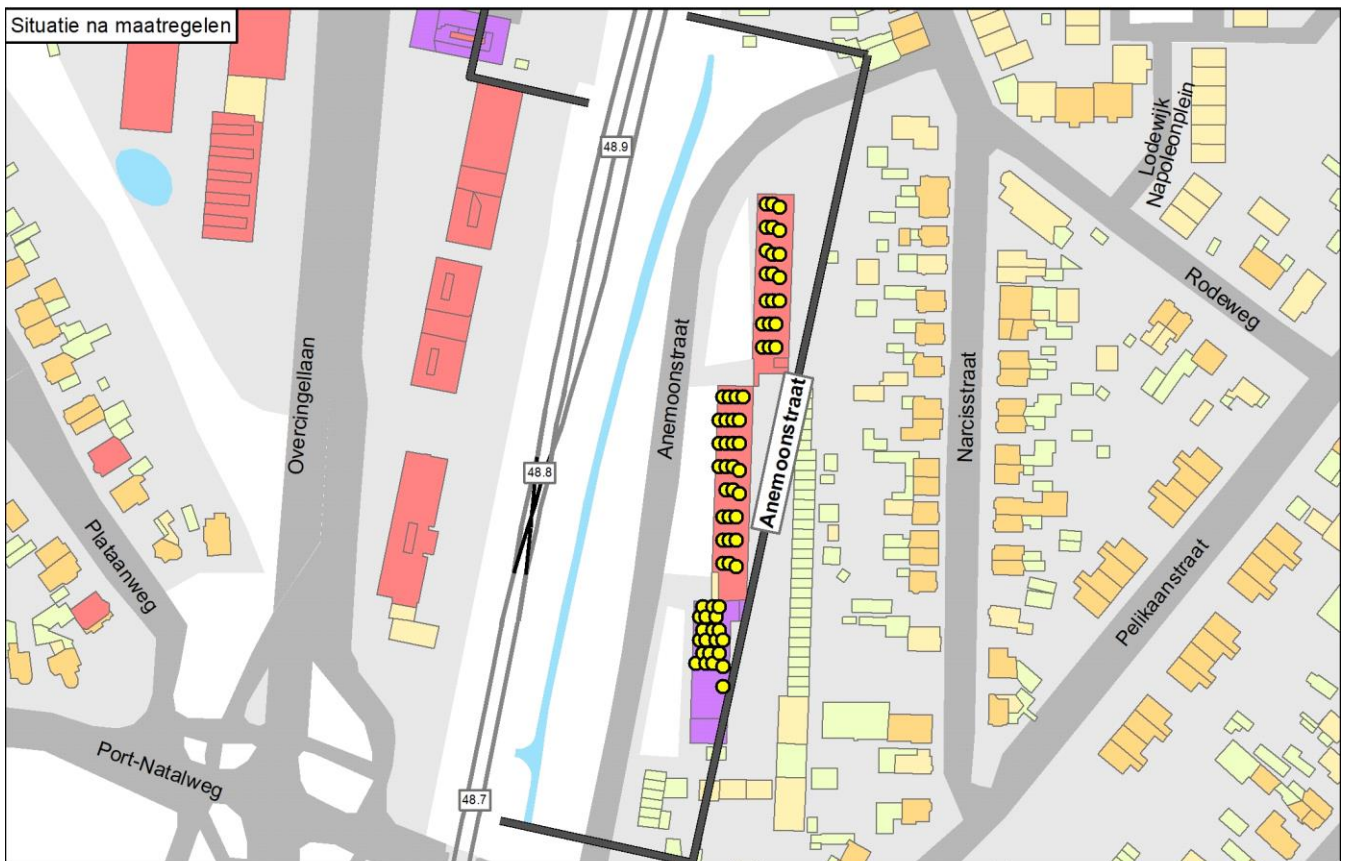 Situatie na maatregelen
48.9
Lodewijk
Napoleonplein
Rodeweg
Anemoonstraat
Overcingellaan
Anemoonstraat
Narcisstraat
48.8
Plataanweg
Pelikaanstraat
Port-Natalweg
48.7